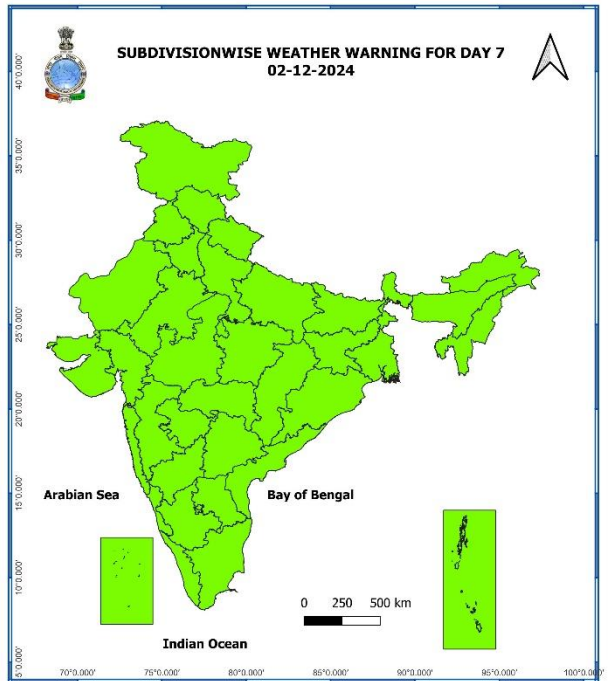 SUBDIVISIONWISE WEATHER WARNING FOR DAY 7
02-12-2024
40°0.000'
35°0.000'
30°0.000'
25°0.000'
20°0.000'
15°0.000'
10°0.000'
5°0.000'
Arabian Sea
Bay of Bengal
0 250 500 km
Indian Ocean
70°0.000' 75°0.000' 80°0.000' 85°0.000' 90°0.000' 95°0.000' 100°0.000'